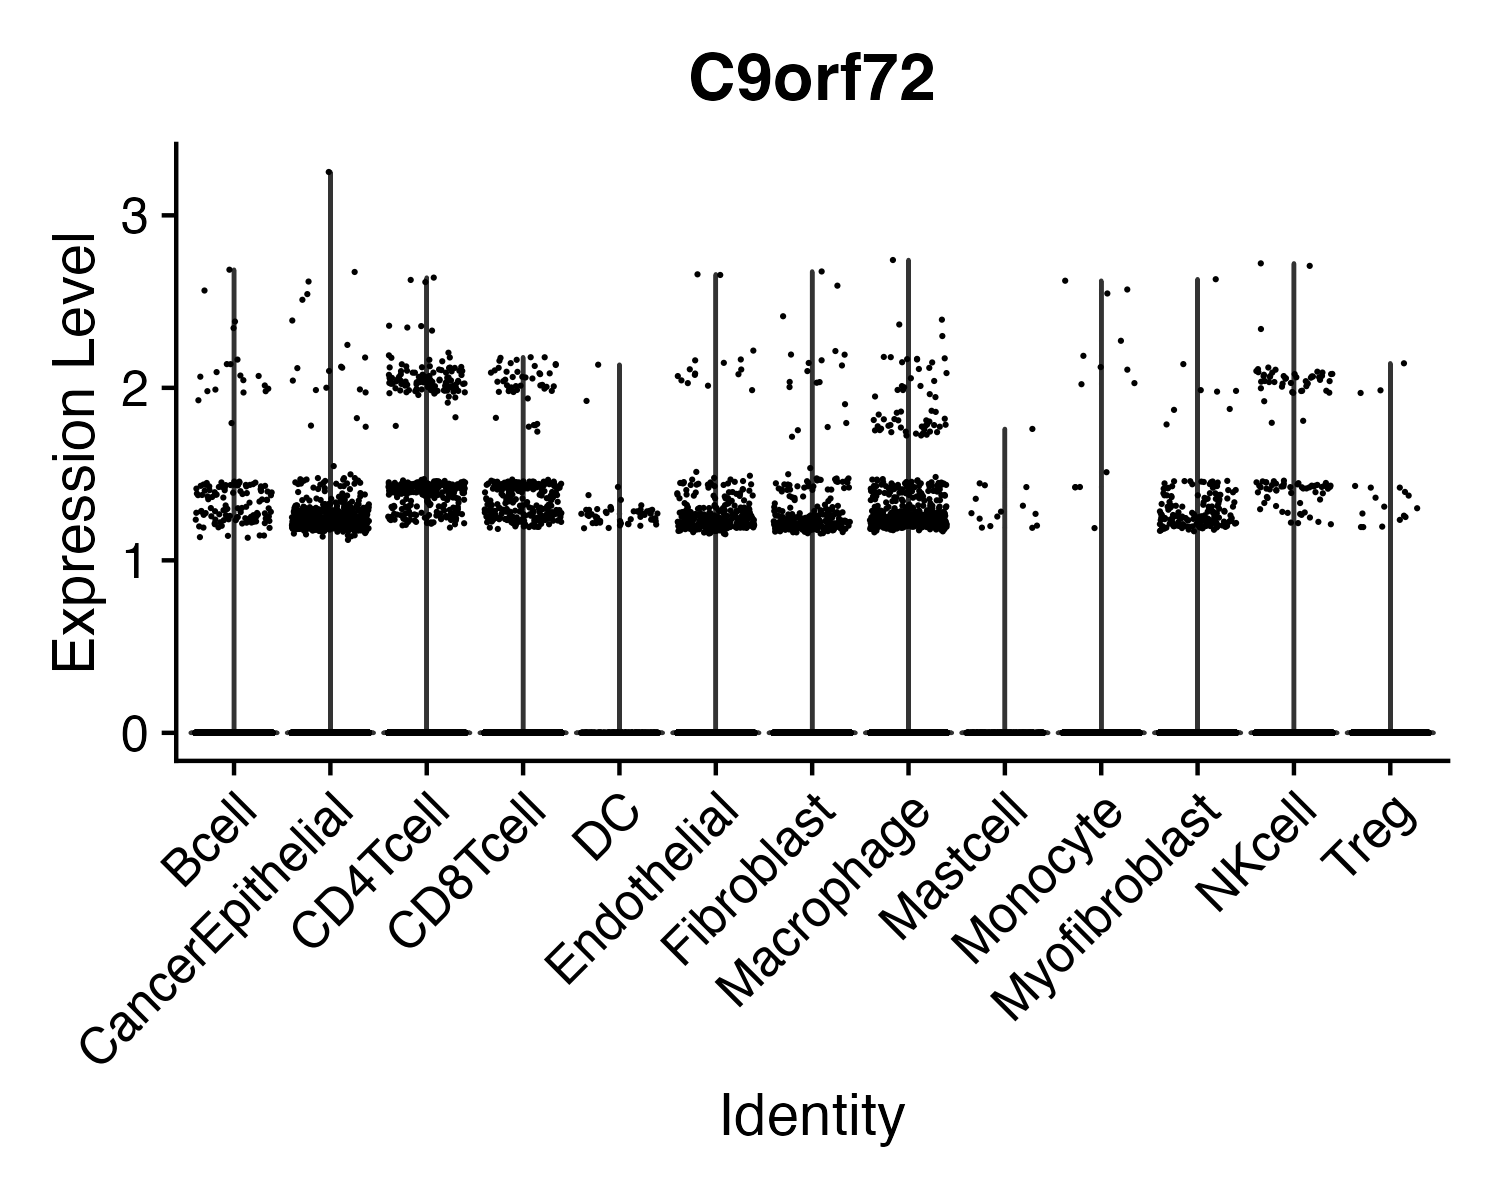 C9orf72
Expression Level
3
2
1
0
Bcell
CancerEpithelial
CD4Tcell
CD8Tcell
DC
Endothelial
Fibroblast
Macrophage
Mastcell
Monocyte
Myofibroblast
NKcell
Treg
Identity